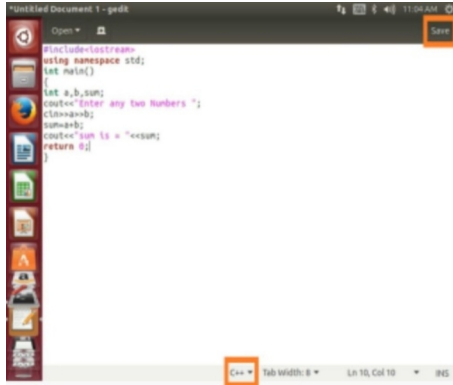 *Untitled Document 1 - gedit 11:04 AM
Open Save
#include<iostream>
using namespace std;
int main()
{
int a,b,sum;
cout<<"Enter any two Numbers ";
cin>>a>>b;
sum=a+b;
cout<<"sum is = "<<sum;
return 0;
}
C++ Tab Width: 8 Ln 10, Col 10 INS